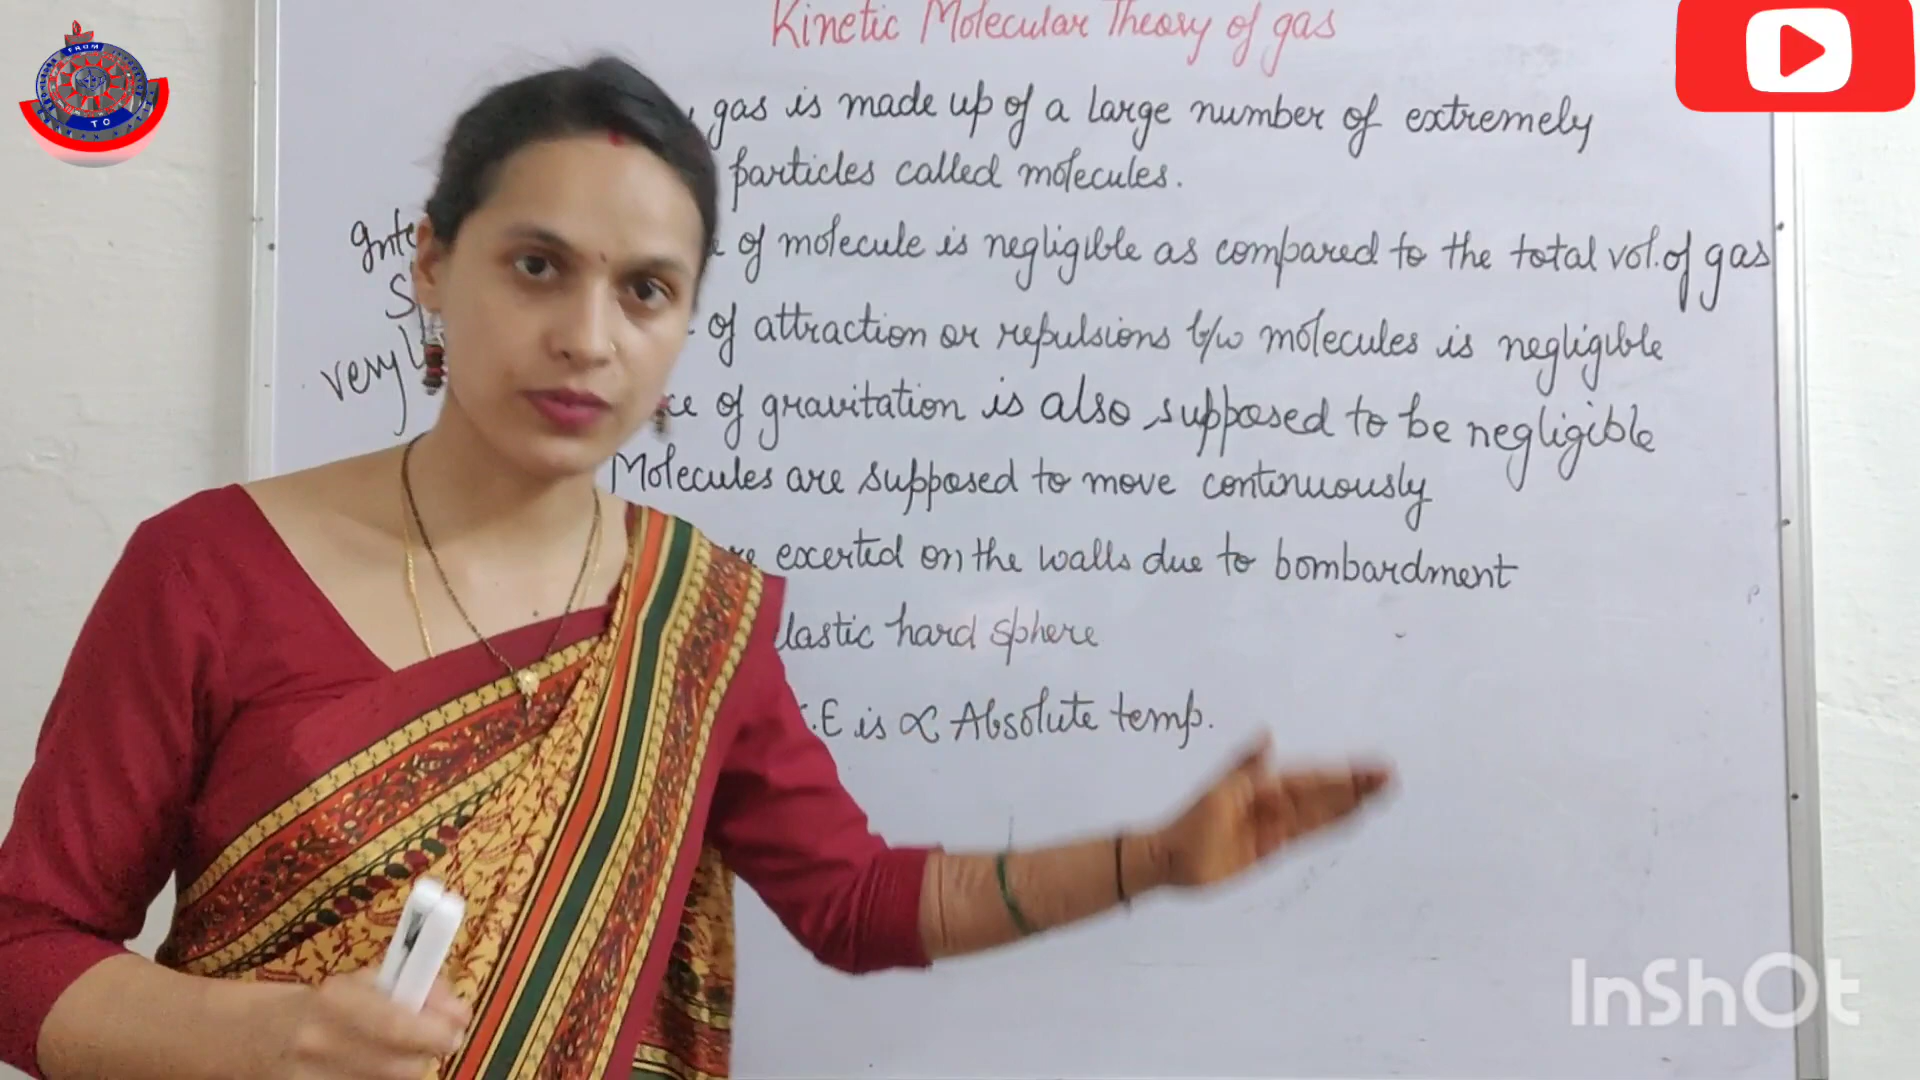 Kinetic Molecular Theory of gas
gas is made up of a large number of extremely
particles called molecules.
of molecule is negligible as compared to the total vol. of gas
of attraction or repulsions b/w molecules is negligible
of gravitation is also supposed to be negligible
Molecules are supposed to move continuously
excerted on the walls due to bombardment
lastic hard sphere
.E is ∝ Absolute temp.
very
FROM
TO
InShOt